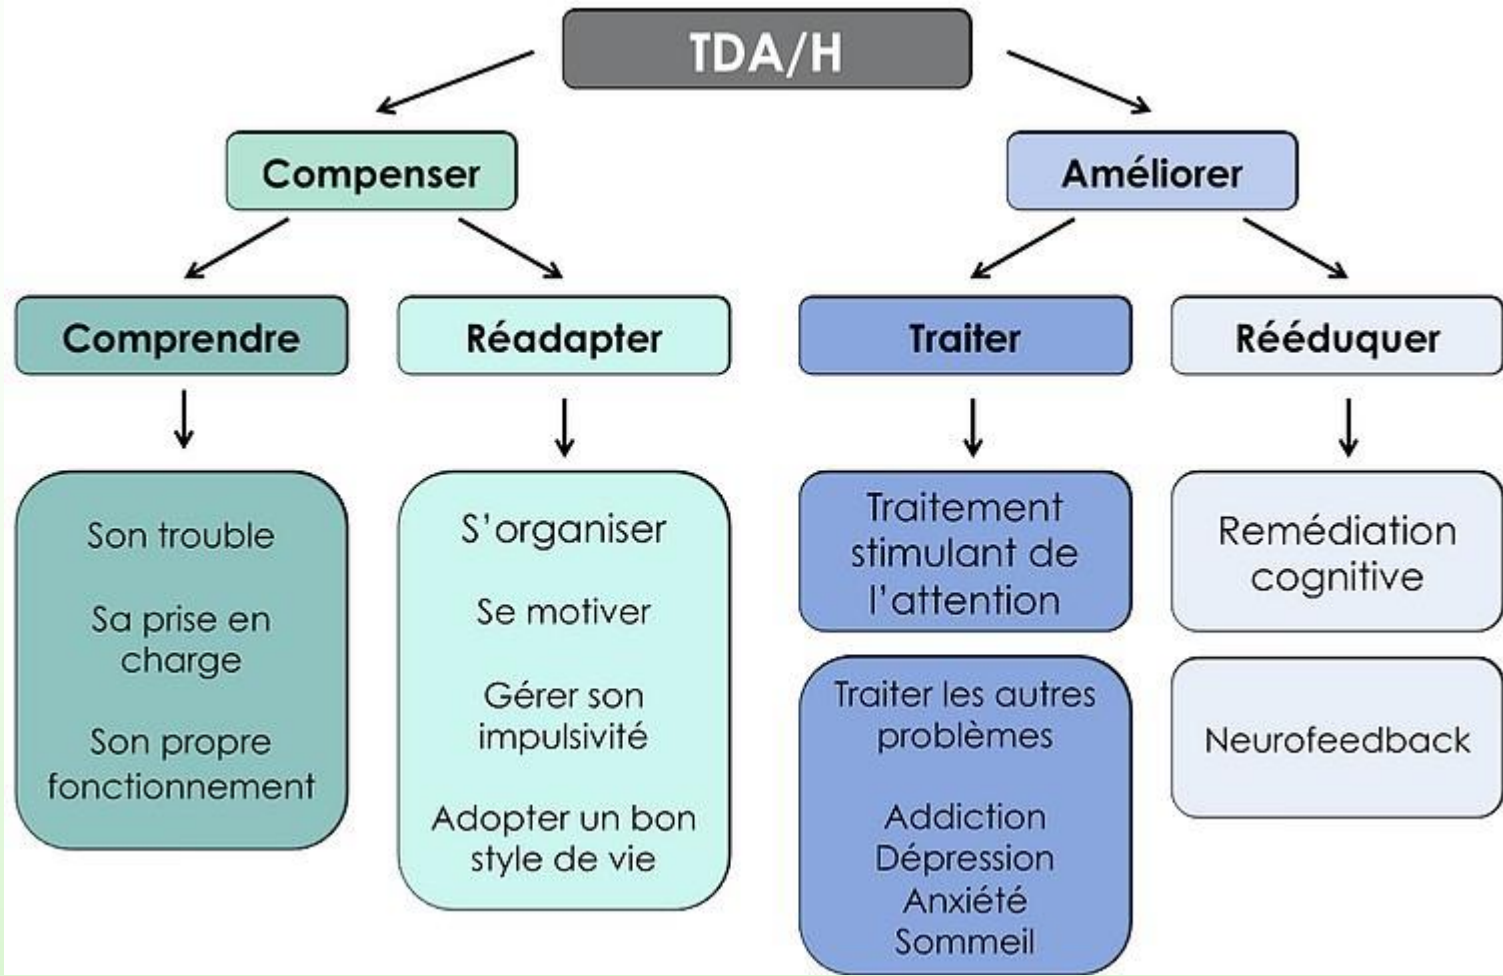 TDA/H
Compenser
Améliorer
Comprendre
Réadapter
Traiter
Rééduquer
Son trouble
Sa prise en
charge
Son propre
fonctionnement
S'organiser
Se motiver
Gérer son
impulsivité
Adopter un bon
style de vie
Traitement
stimulant de
l'attention
Traiter les autres
problèmes
Addiction
Dépression
Anxiété
Sommeil
Remédiation
cognitive
Neurofeedback